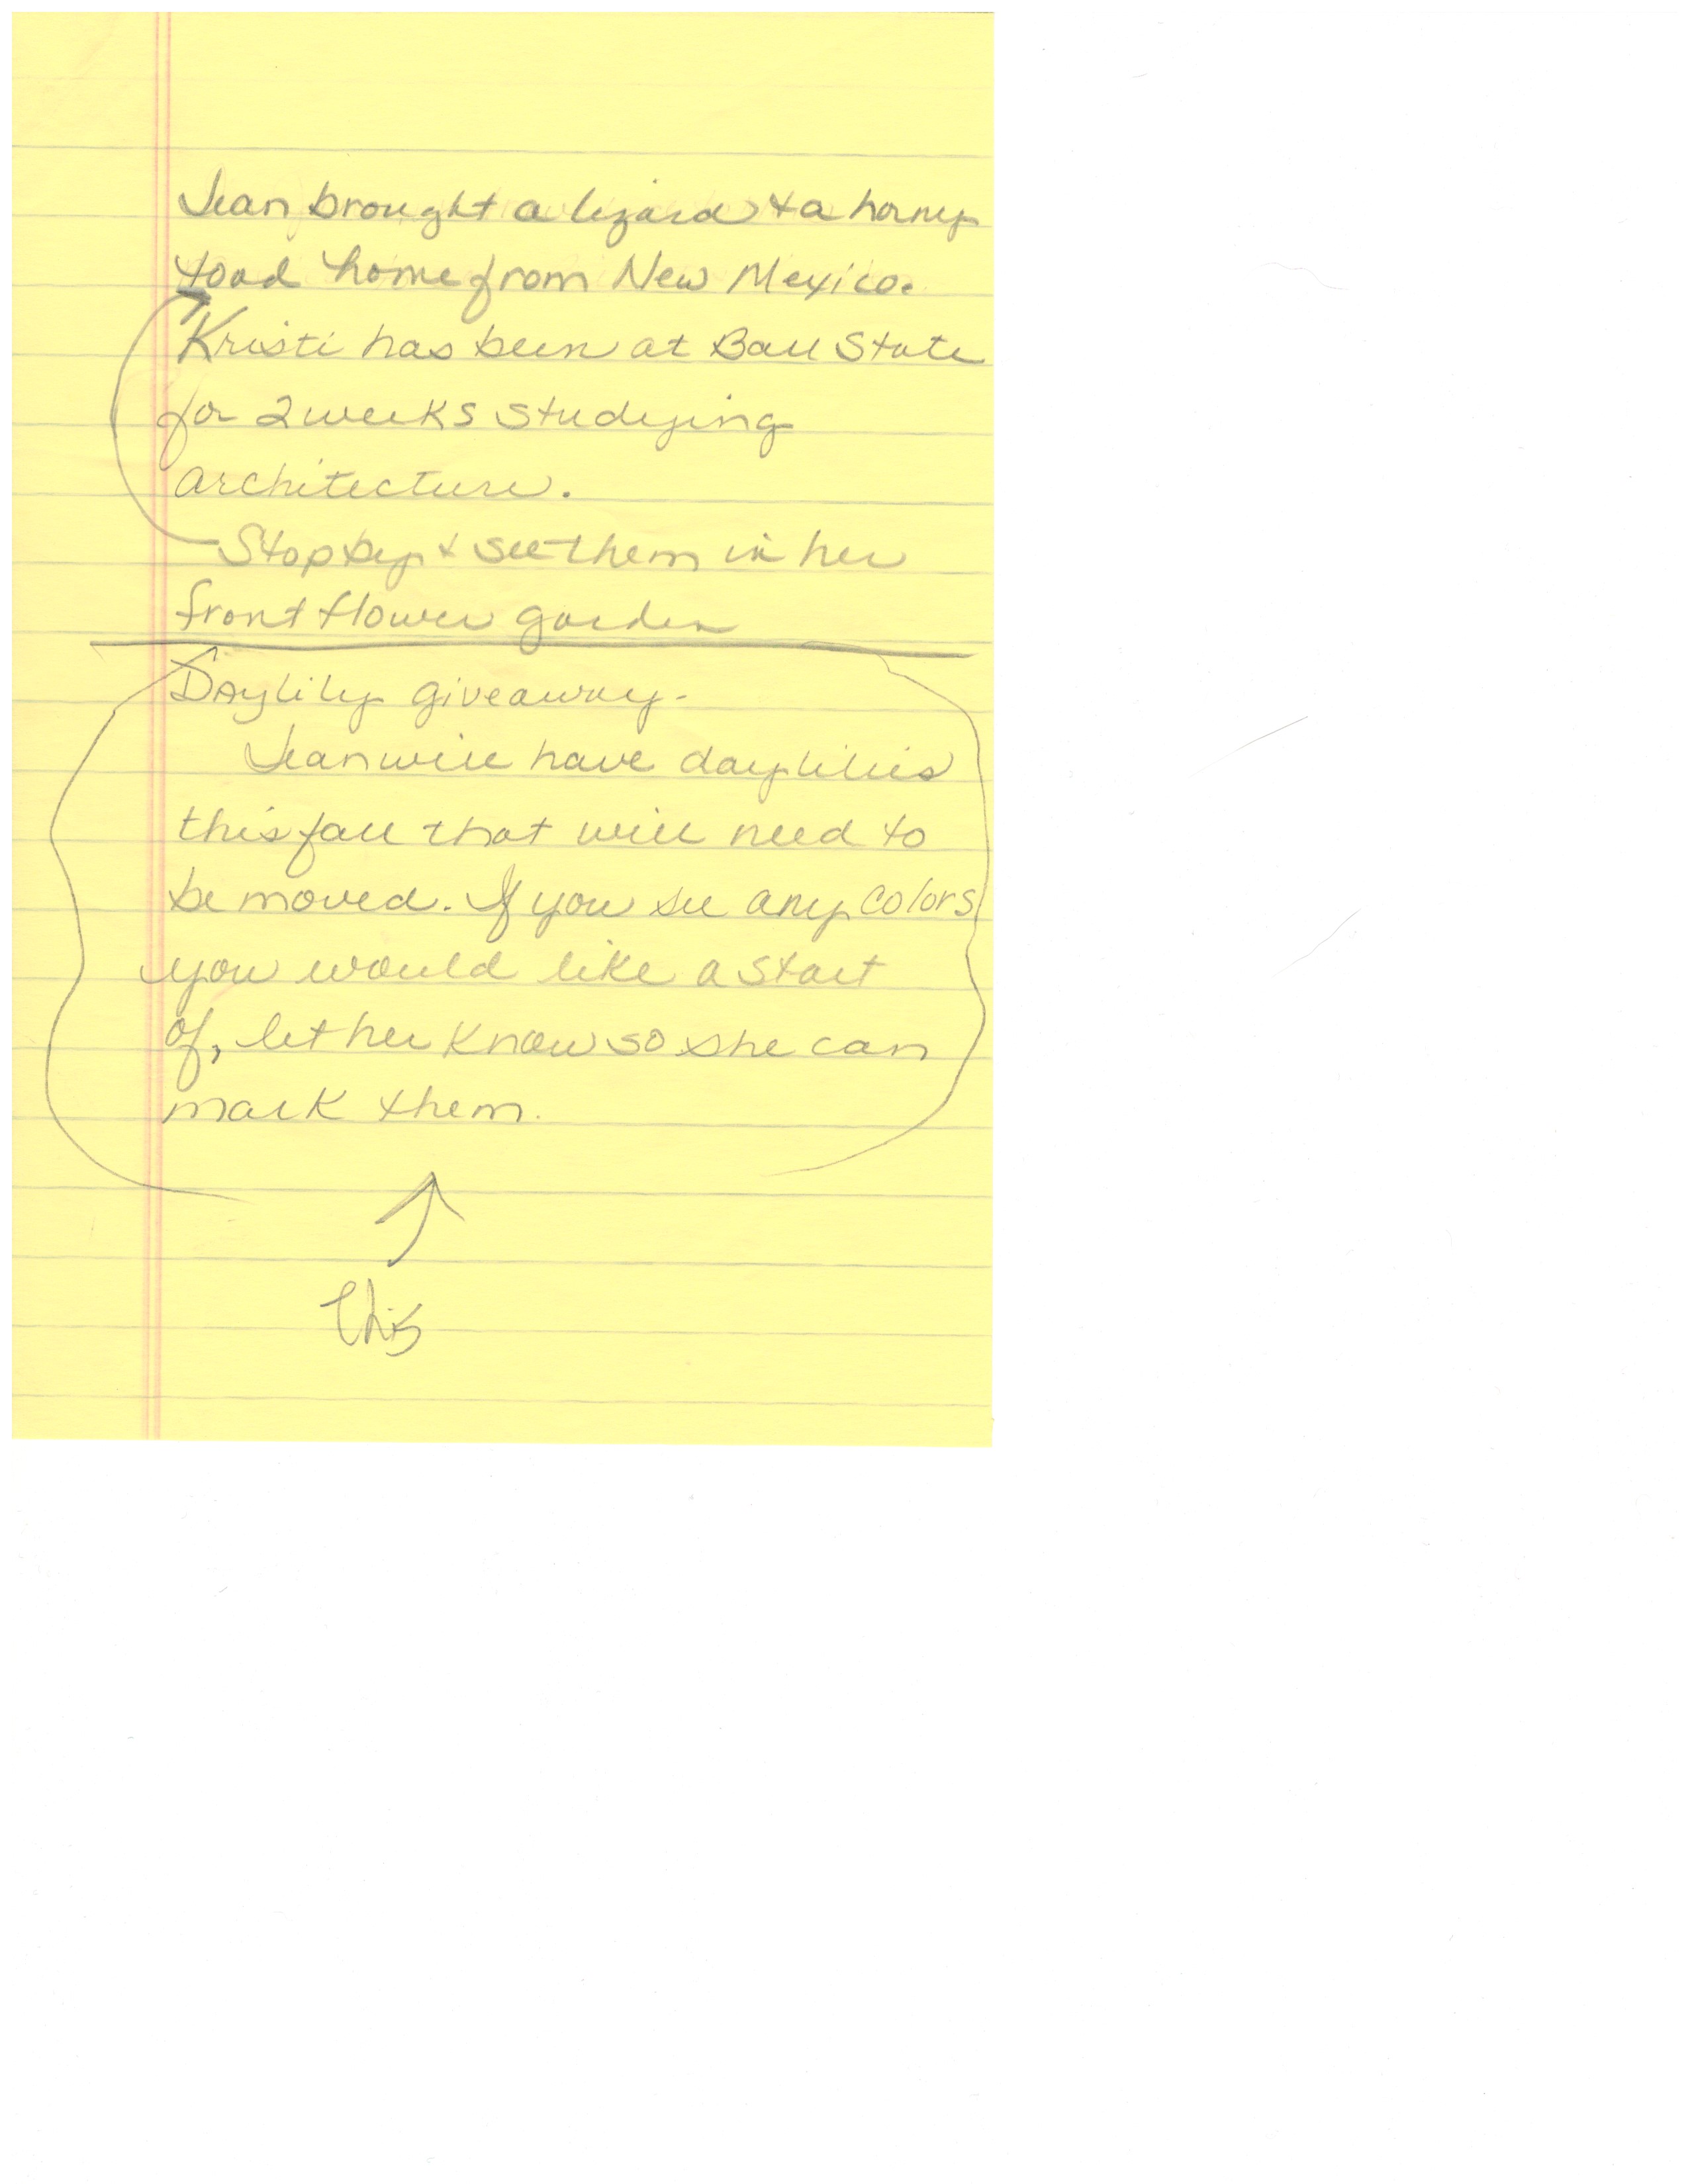 Jean brought a lizard & a horny
toad home from New Mexico.
Kristi has been at Ball State
for 2 weeks studying
architecture.
Stop by & see them in her
front flower garden
Daylily giveaway-
Jean will have daylilies
this fall that will need to
be moved. If you see any colors
you would like a start
of, let her know so she can
mark them.
this